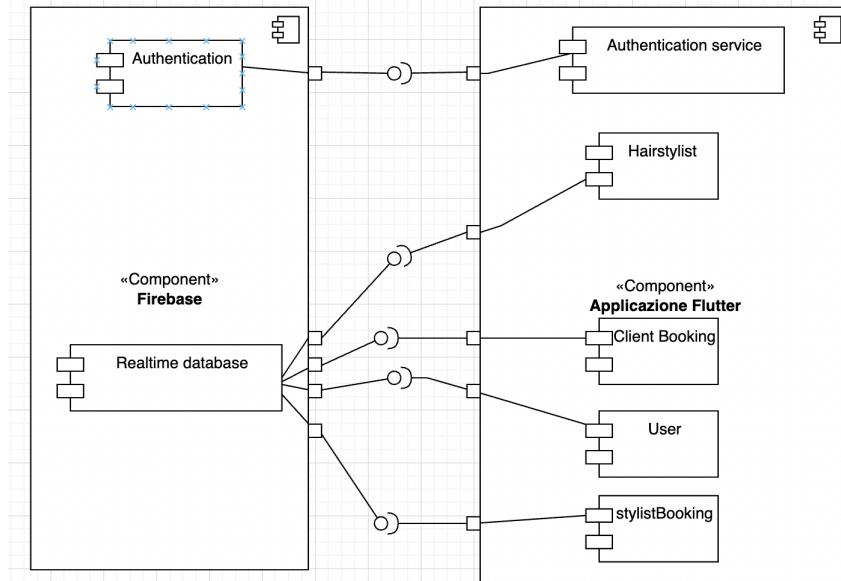 Authentication
Authentication service
Hairstylist
«Component»
Firebase
«Component»
Applicazione Flutter
Client Booking
Realtime database
User
stylistBooking